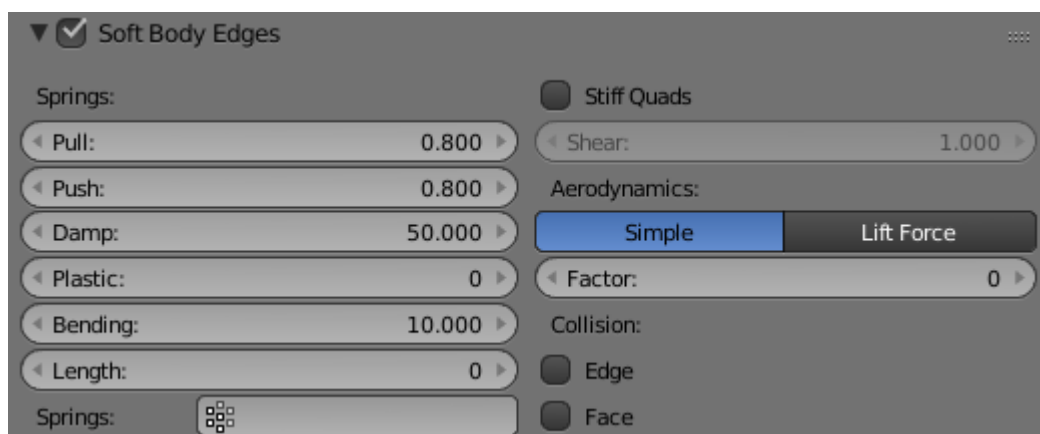 Soft Body Edges
Springs:
Pull: 0.800
Push: 0.800
Damp: 50.000
Plastic: 0
Bending: 10.000
Length: 0
Springs:
Stiff Quads
Shear: 1.000
Aerodynamics:
Simple Lift Force
Factor: 0
Collision:
Edge
Face